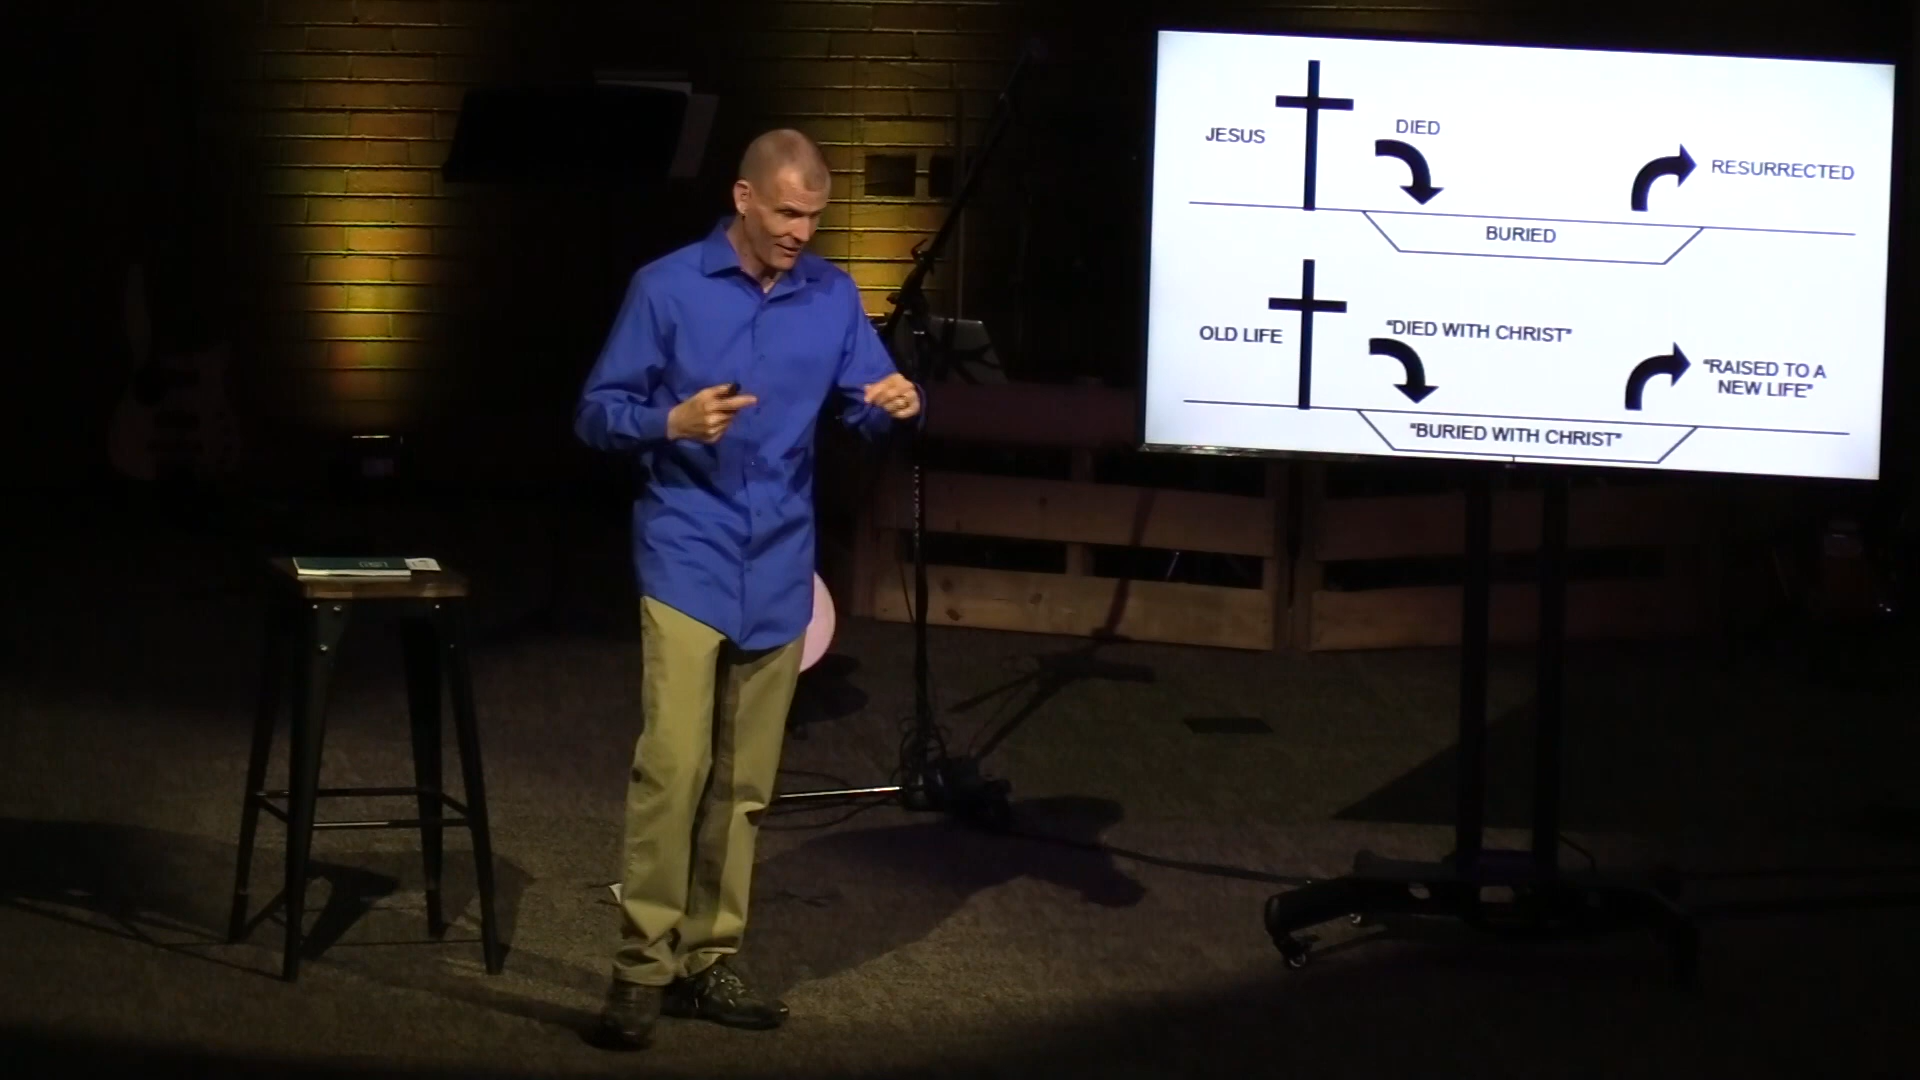 JESUS
DIED
RESURRECTED
BURIED
OLD LIFE
"DIED WITH CHRIST"
"RAISED TO A
NEW LIFE"
"BURIED WITH CHRIST"